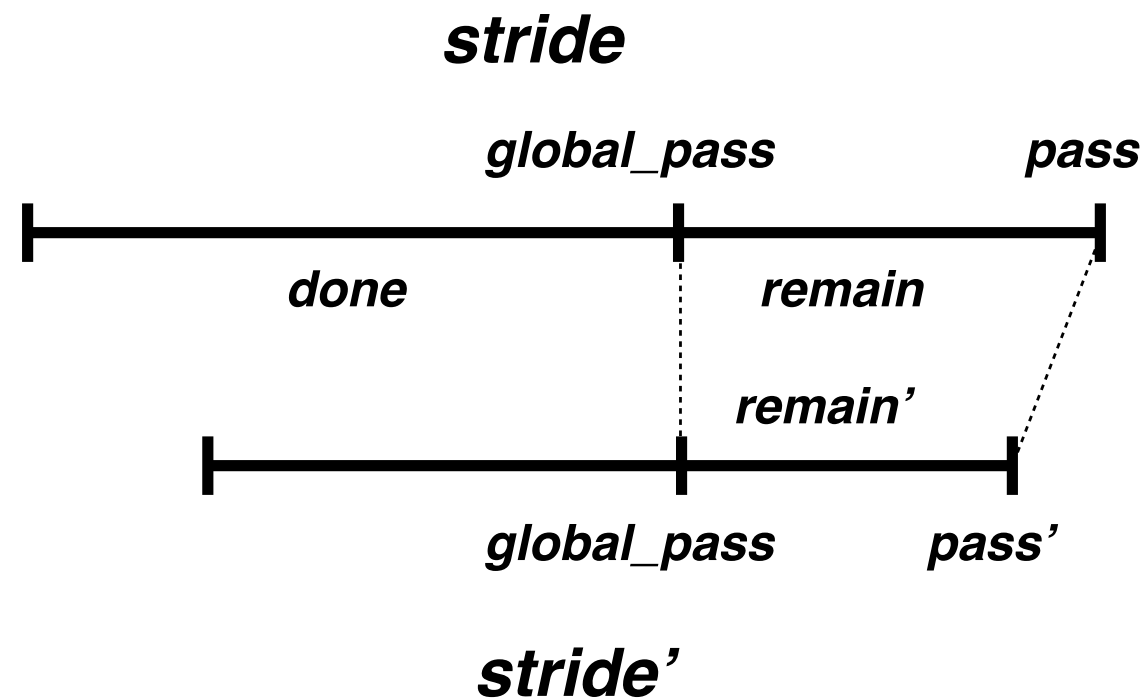 stride
global_pass pass
done remain
remain’
global_pass pass’
stride’